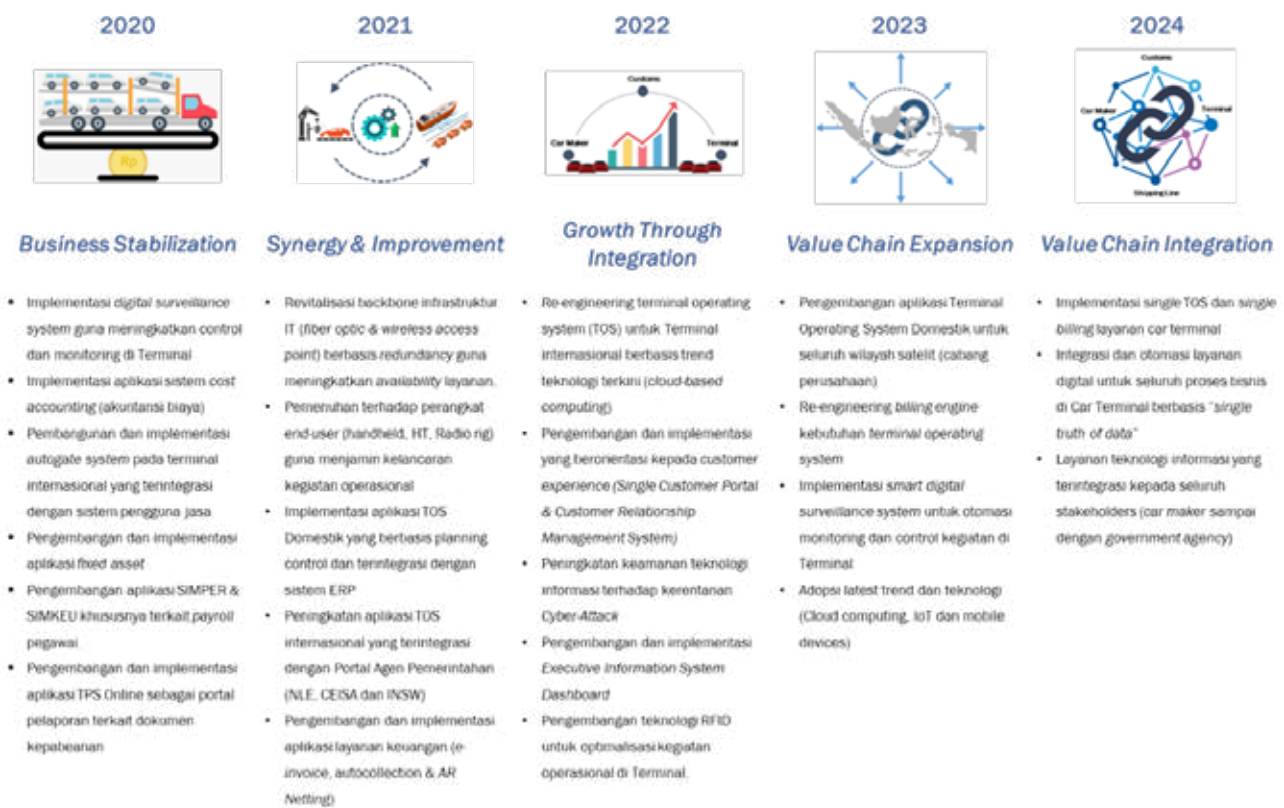 2020
Rp
Business Stabilization
▪ Implementasi digital surveillance
system guna meningkatkan control
dan monitoring di Terminal
▪ Implementasi aplikasi sistem cost
accounting (akuntansi biaya)
▪ Pembangunan dan implementasi
autogate system pada terminal
internasional yang terintegrasi
dengan sistem pengguna jasa
▪ Pengembangan dan implementasi
aplikasi fixed asset
▪ Pengembangan aplikasi SIMPER &
SIMKEU khususnya terkait payroll
pegawai.
▪ Pengembangan dan implementasi
aplikasi TPS Online sebagai portal
pelaporan terkait dokumen
kepabeanan
2021
Synergy & Improvement
• Revitalisasi backbone infrastruktur
IT (fiber optic & wireless access
point) berbasis redundancy guna
meningkatkan availability layanan.
• Pemenuhan terhadap perangkat
end-user (handheld, HT, Radio rig)
guna menjamin kelancaran
kegiatan operasional
• Implementasi aplikasi TOS
Domestik yang berbasis planning
control dan terintegrasi dengan
sistem ERP
• Peningkatan aplikasi TOS
internasional yang terintegrasi
dengan Portal Agen Pemerintahan
(NLE, CEISA dan INSW)
• Pengembangan dan implementasi
aplikasi layanan keuangan (e-
invoice, autocollection & AR
Netting)
2022
Customs
Car Maker
Terminal
Growth Through
Integration
• Re-engineering terminal operating
system (TOS) untuk Terminal
internasional berbasis trend
teknologi terkini (cloud-based
computing)
• Pengembangan dan implementasi
yang berorientasi kepada customer
experience (Single Customer Portal
& Customer Relationship
Management System)
• Peningkatan keamanan teknologi
informasi terhadap kerentanan
Cyber-Attack
• Pengembangan dan implementasi
Executive Information System
Dashboard
• Pengembangan teknologi RFID
untuk optimalisasi kegiatan
operasional di Terminal.
2023
Value Chain Expansion
• Pengembangan aplikasi Terminal
Operating System Domestik untuk
seluruh wilayah satelit (cabang
perusahaan)
• Re-engineering billing engine
kebutuhan terminal operating
system
• Implementasi smart digital
surveillance system untuk otomasi
monitoring dan control kegiatan di
Terminal
• Adopsi latest trend dan teknologi
(Cloud computing, IoT dan mobile
devices)
2024
Customs
Car Maker
Terminal
Shipping Line
Value Chain Integration
• Implementasi single TOS dan single
billing layanan car terminal
• Integrasi dan otomasi layanan
digital untuk seluruh proses bisnis
di Car Terminal berbasis "single
truth of data"
• Layanan teknologi informasi yang
terintegrasi kepada seluruh
stakeholders (car maker sampai
dengan government agency)